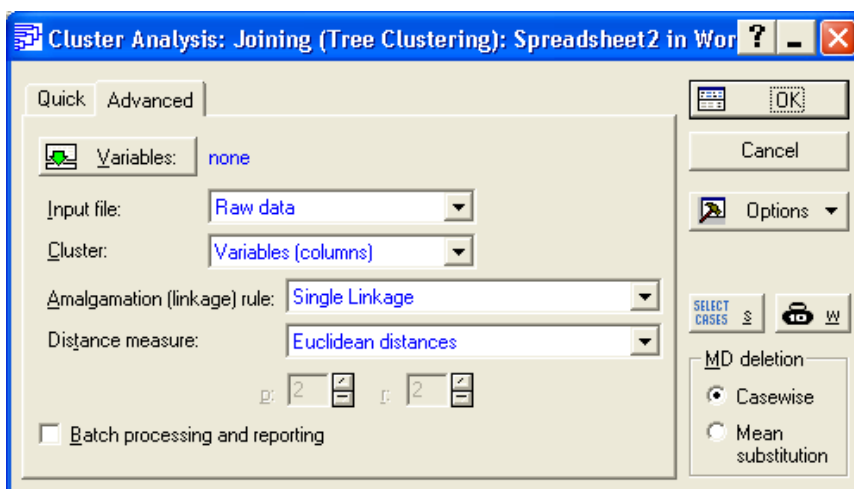 Cluster Analysis: Joining (Tree Clustering): Spreadsheet2 in Wor ?
Quick Advanced
OK
Variables: none
Cancel
Input file: Raw data
Options
Cluster: Variables (columns)
Amalgamation (linkage) rule: Single Linkage
SELECT CASES S
W
Distance measure: Euclidean distances
MD deletion
p: 2 r: 2
Casewise
Batch processing and reporting
Mean
substitution